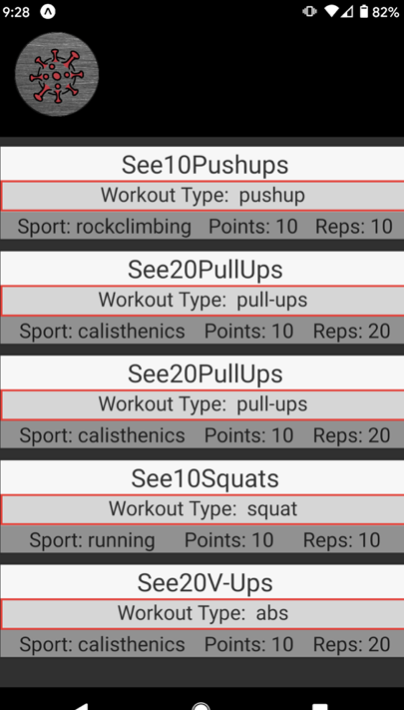 9:28 82%
See10Pushups
Workout Type: pushup
Sport: rockclimbing Points: 10 Reps: 10
See20PullUps
Workout Type: pull-ups
Sport: calisthenics Points: 10 Reps: 20
See20PullUps
Workout Type: pull-ups
Sport: calisthenics Points: 10 Reps: 20
See10Squats
Workout Type: squat
Sport: running Points: 10 Reps: 10
See20V-Ups
Workout Type: abs
Sport: calisthenics Points: 10 Reps: 20